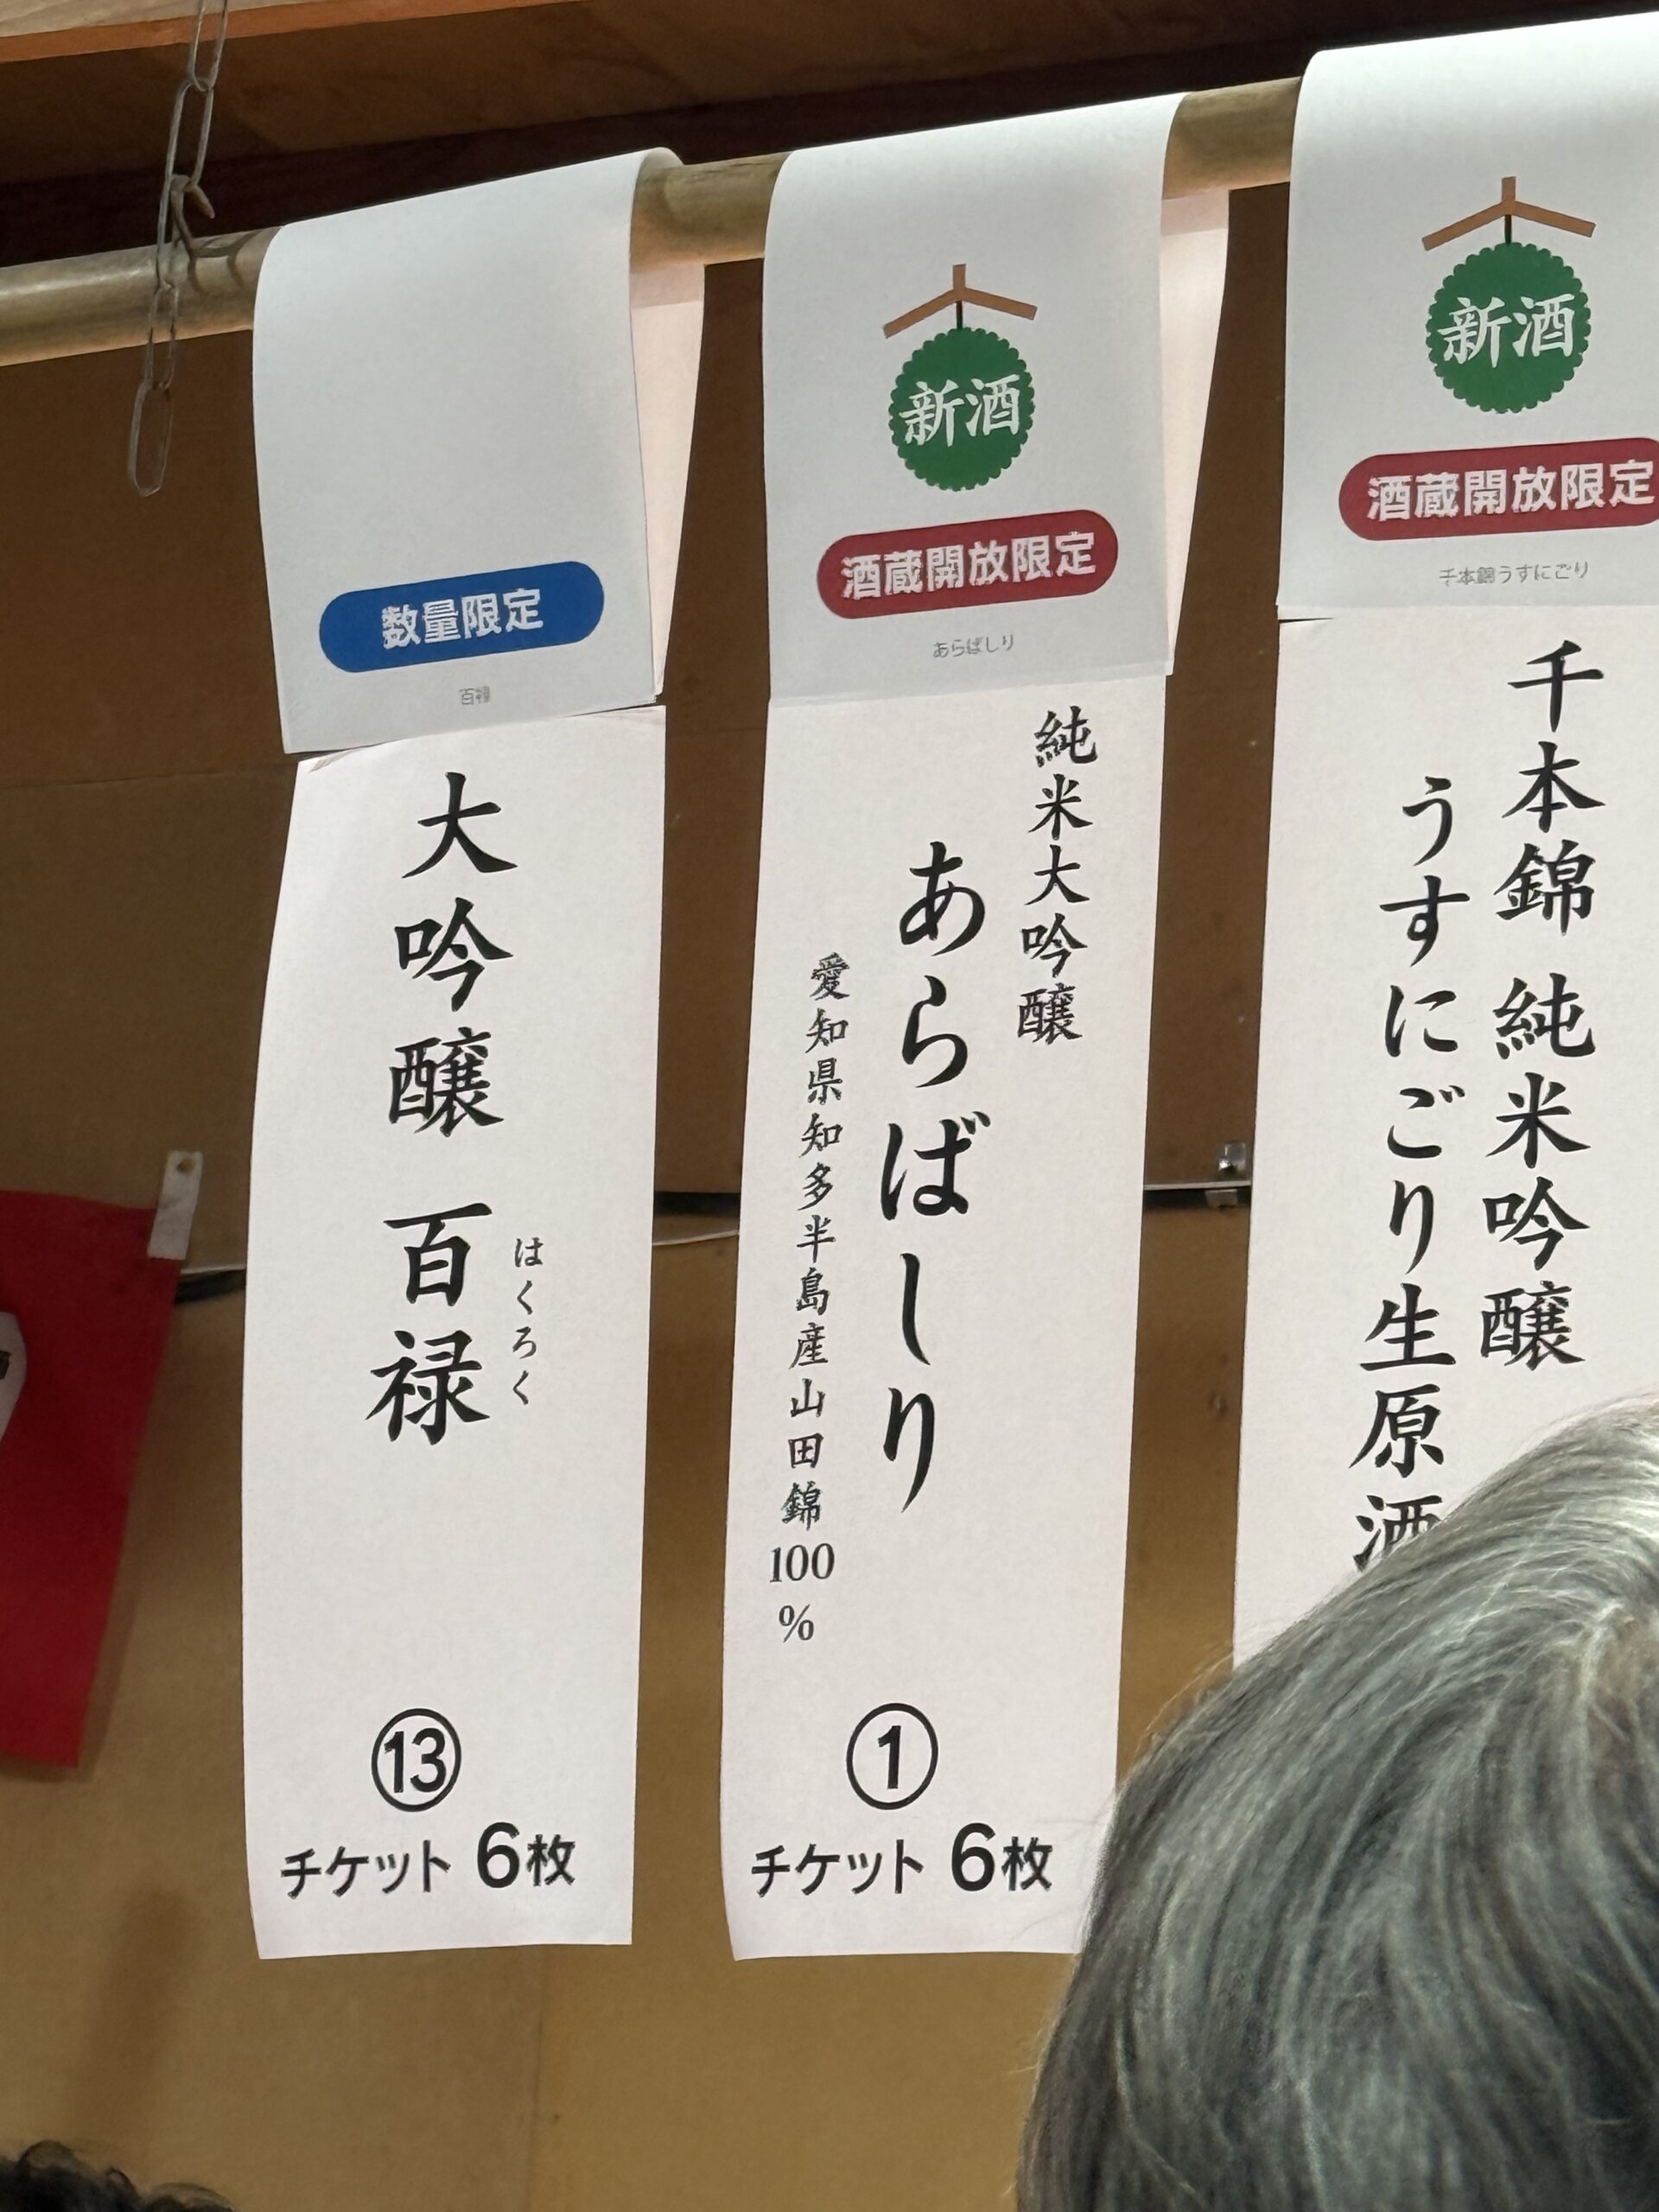 新酒
酒蔵開放限定
千本錦うすにごり
千本錦 純米吟醸
うすにごり生原酒
新酒
酒蔵開放限定
あらばしり
純米大吟醸
あらばしり
愛知県知多半島産山田錦100%
①
チケット 6枚
数量限定
百禄
大吟醸 百禄
はくろく
⑬
チケット 6枚